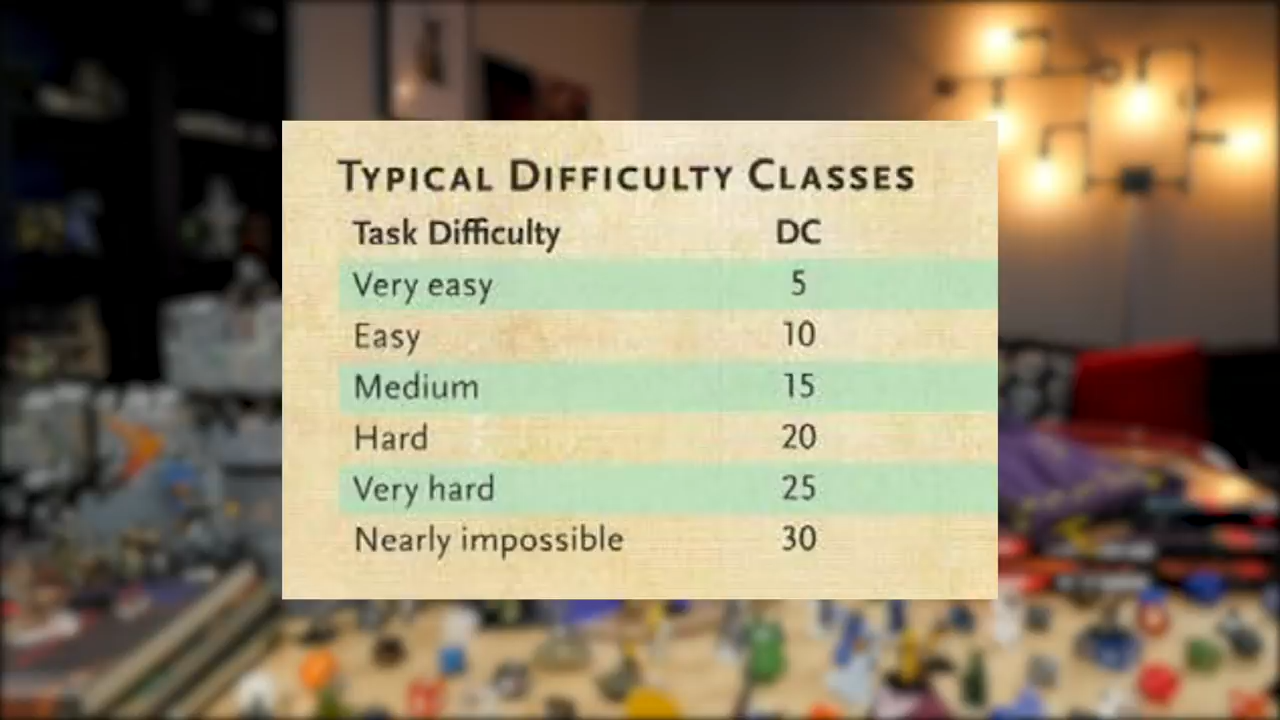 Typical Difficulty Classes
Task Difficulty DC
Very easy 5
Easy 10
Medium 15
Hard 20
Very hard 25
Nearly impossible 30